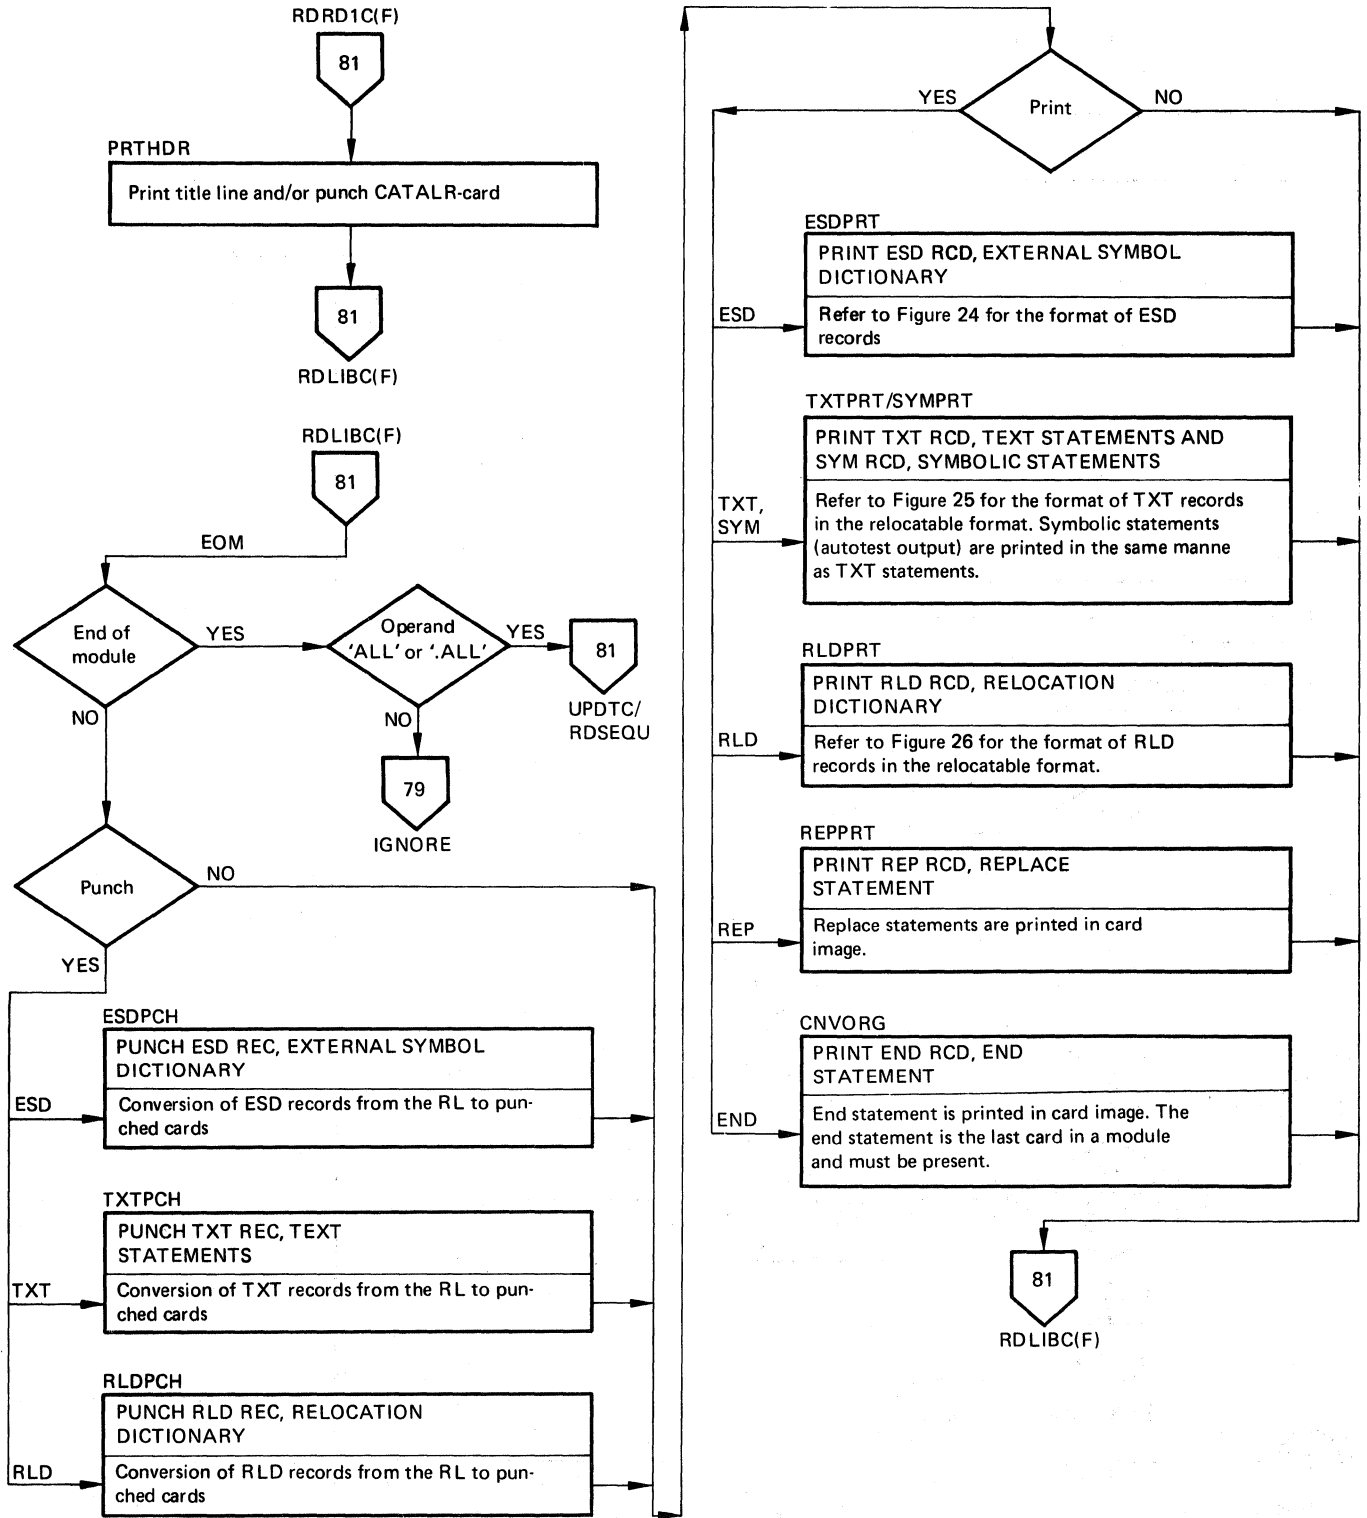 RDRD1C(F)
81
PRTHDR
Print title line and/or punch CATALR-card
81
RDLIBC(F)
RDLIBC(F)
81
EOM
End of
module
YES
Operand
'ALL' or '.ALL'
YES
81
UPDTC/
RDSEQU
NO
NO
79
IGNORE
Punch
NO
YES
ESDPCH
PUNCH ESD REC, EXTERNAL SYMBOL
DICTIONARY
ESD
Conversion of ESD records from the RL to pun-
ched cards
TXTPCH
PUNCH TXT REC, TEXT
STATEMENTS
TXT
Conversion of TXT records from the RL to pun-
ched cards
RLDPCH
PUNCH RLD REC, RELOCATION
DICTIONARY
RLD
Conversion of RLD records from the RL to pun-
ched cards
YES
Print
NO
ESDPRT
PRINT ESD RCD, EXTERNAL SYMBOL
DICTIONARY
ESD
Refer to Figure 24 for the format of ESD
records
TXTPRT/SYMPRT
PRINT TXT RCD, TEXT STATEMENTS AND
SYM RCD, SYMBOLIC STATEMENTS
TXT,
SYM
Refer to Figure 25 for the format of TXT records
in the relocatable format. Symbolic statements
(autotest output) are printed in the same manne
as TXT statements.
RLDPRT
PRINT RLD RCD, RELOCATION
DICTIONARY
RLD
Refer to Figure 26 for the format of RLD
records in the relocatable format.
REPPRT
PRINT REP RCD, REPLACE
STATEMENT
REP
Replace statements are printed in card
image.
CNVORG
PRINT END RCD, END
STATEMENT
END
End statement is printed in card image. The
end statement is the last card in a module
and must be present.
81
RDLIBC(F)